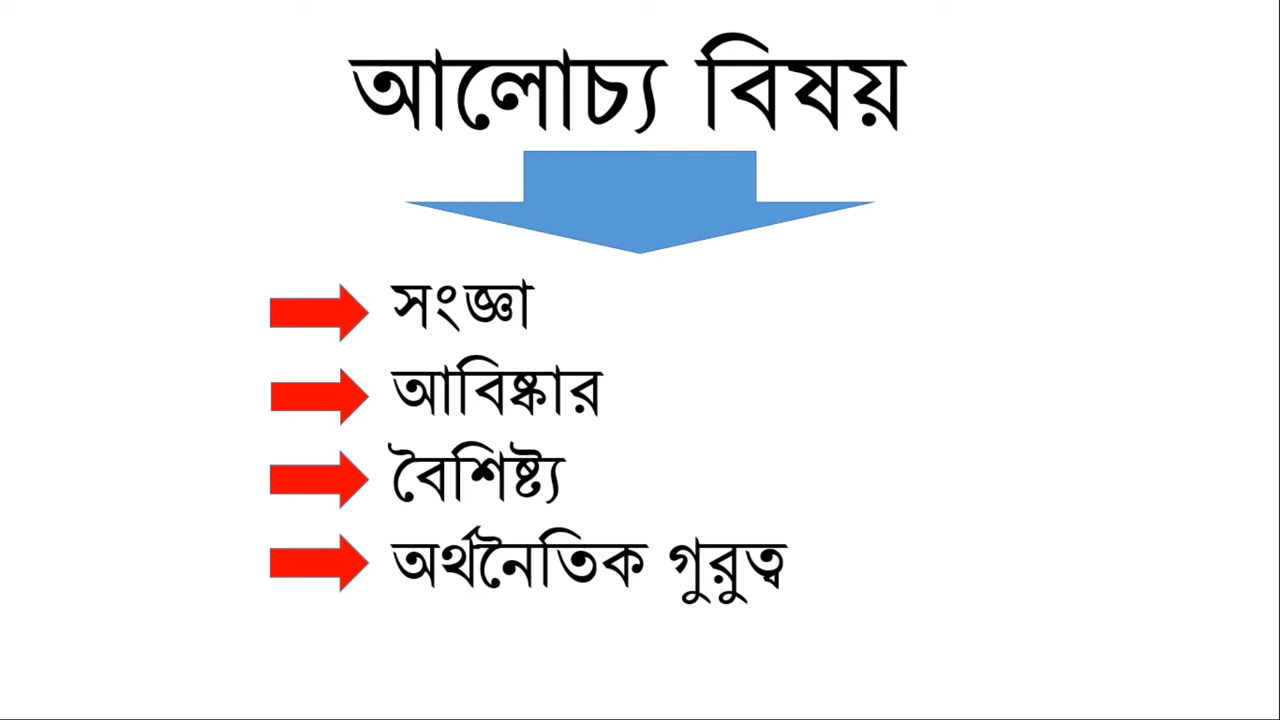 আলোচ্য বিষয়
সংজ্ঞা
আবিষ্কার
বৈশিষ্ট্য
অর্থনৈতিক গুরুত্ব